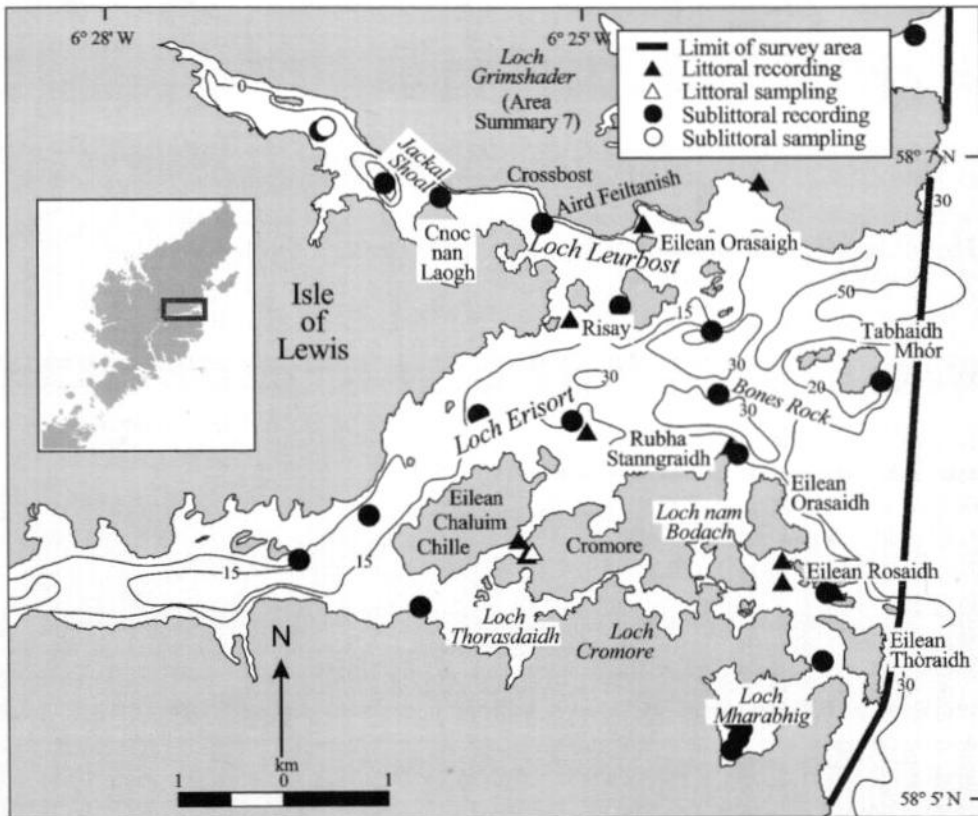 6° 28' W
6° 25' W
Loch
Grimshader
(Area
Summary 7)
Limit of survey area
Littoral recording
Littoral sampling
Sublittoral recording
Sublittoral sampling
0
58° 7' N
Jackal
Shoal
Crossbost
Aird Feiltanish
30
Cnoc
nan
Laogh
Eilean Orasaigh
Loch Leurbost
Isle
of
Lewis
50
15
Risay
Tabhaidh
Mhór
30
30
20
Bones Rock
30
Loch Erisort
Rubha
Stanngraidh
Eilean
Orasaidh
Eilean
Chaluim
Chille
Loch nam
Bodach
Cromore
15
15
Eilean Rosaidh
Loch
Thorasdaidh
Loch
Cromore
N
Eilean
Thòraidh
30
Loch
Mharabhig
km
1 0 1
58° 5' N